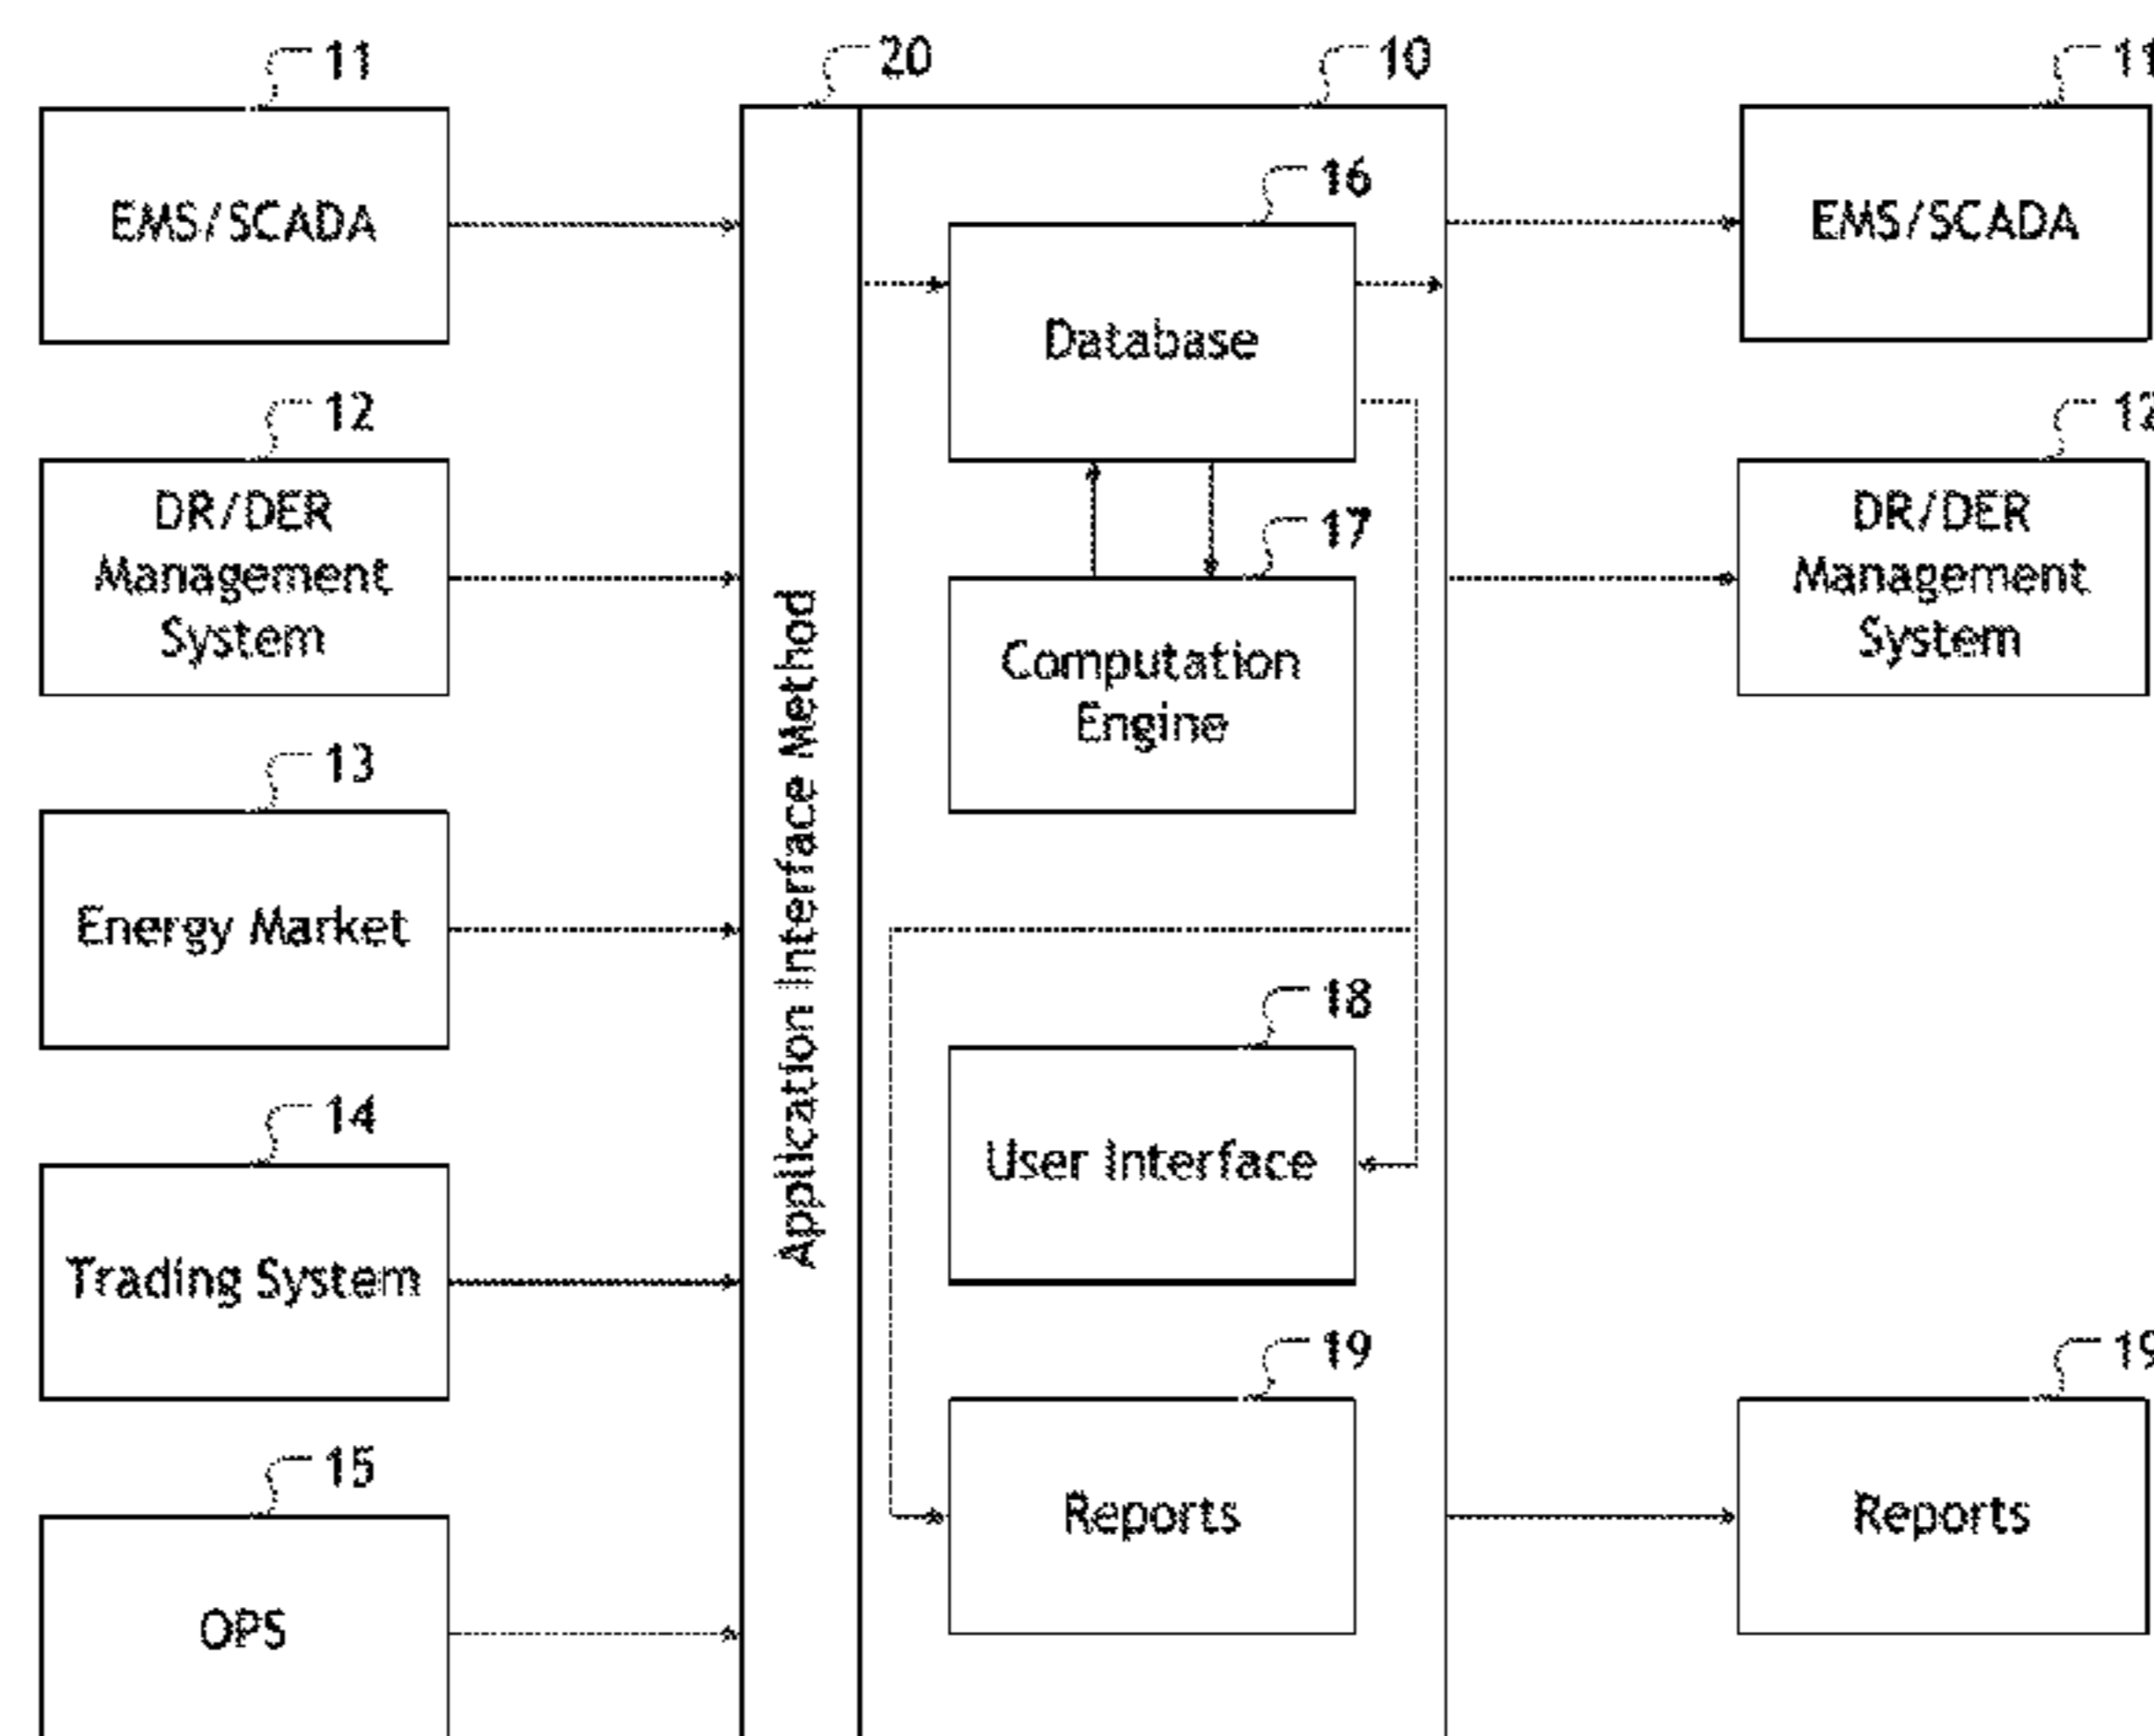 11
EMS/SCADA
12
DR/DER
Management
System
13
Energy Market
14
Trading System
15
OPS
20
Application Interface Method
10
16
Database
17
Computation
Engine
18
User Interface
19
Reports
11
EMS/SCADA
12
DR/DER
Management
System
19
Reports